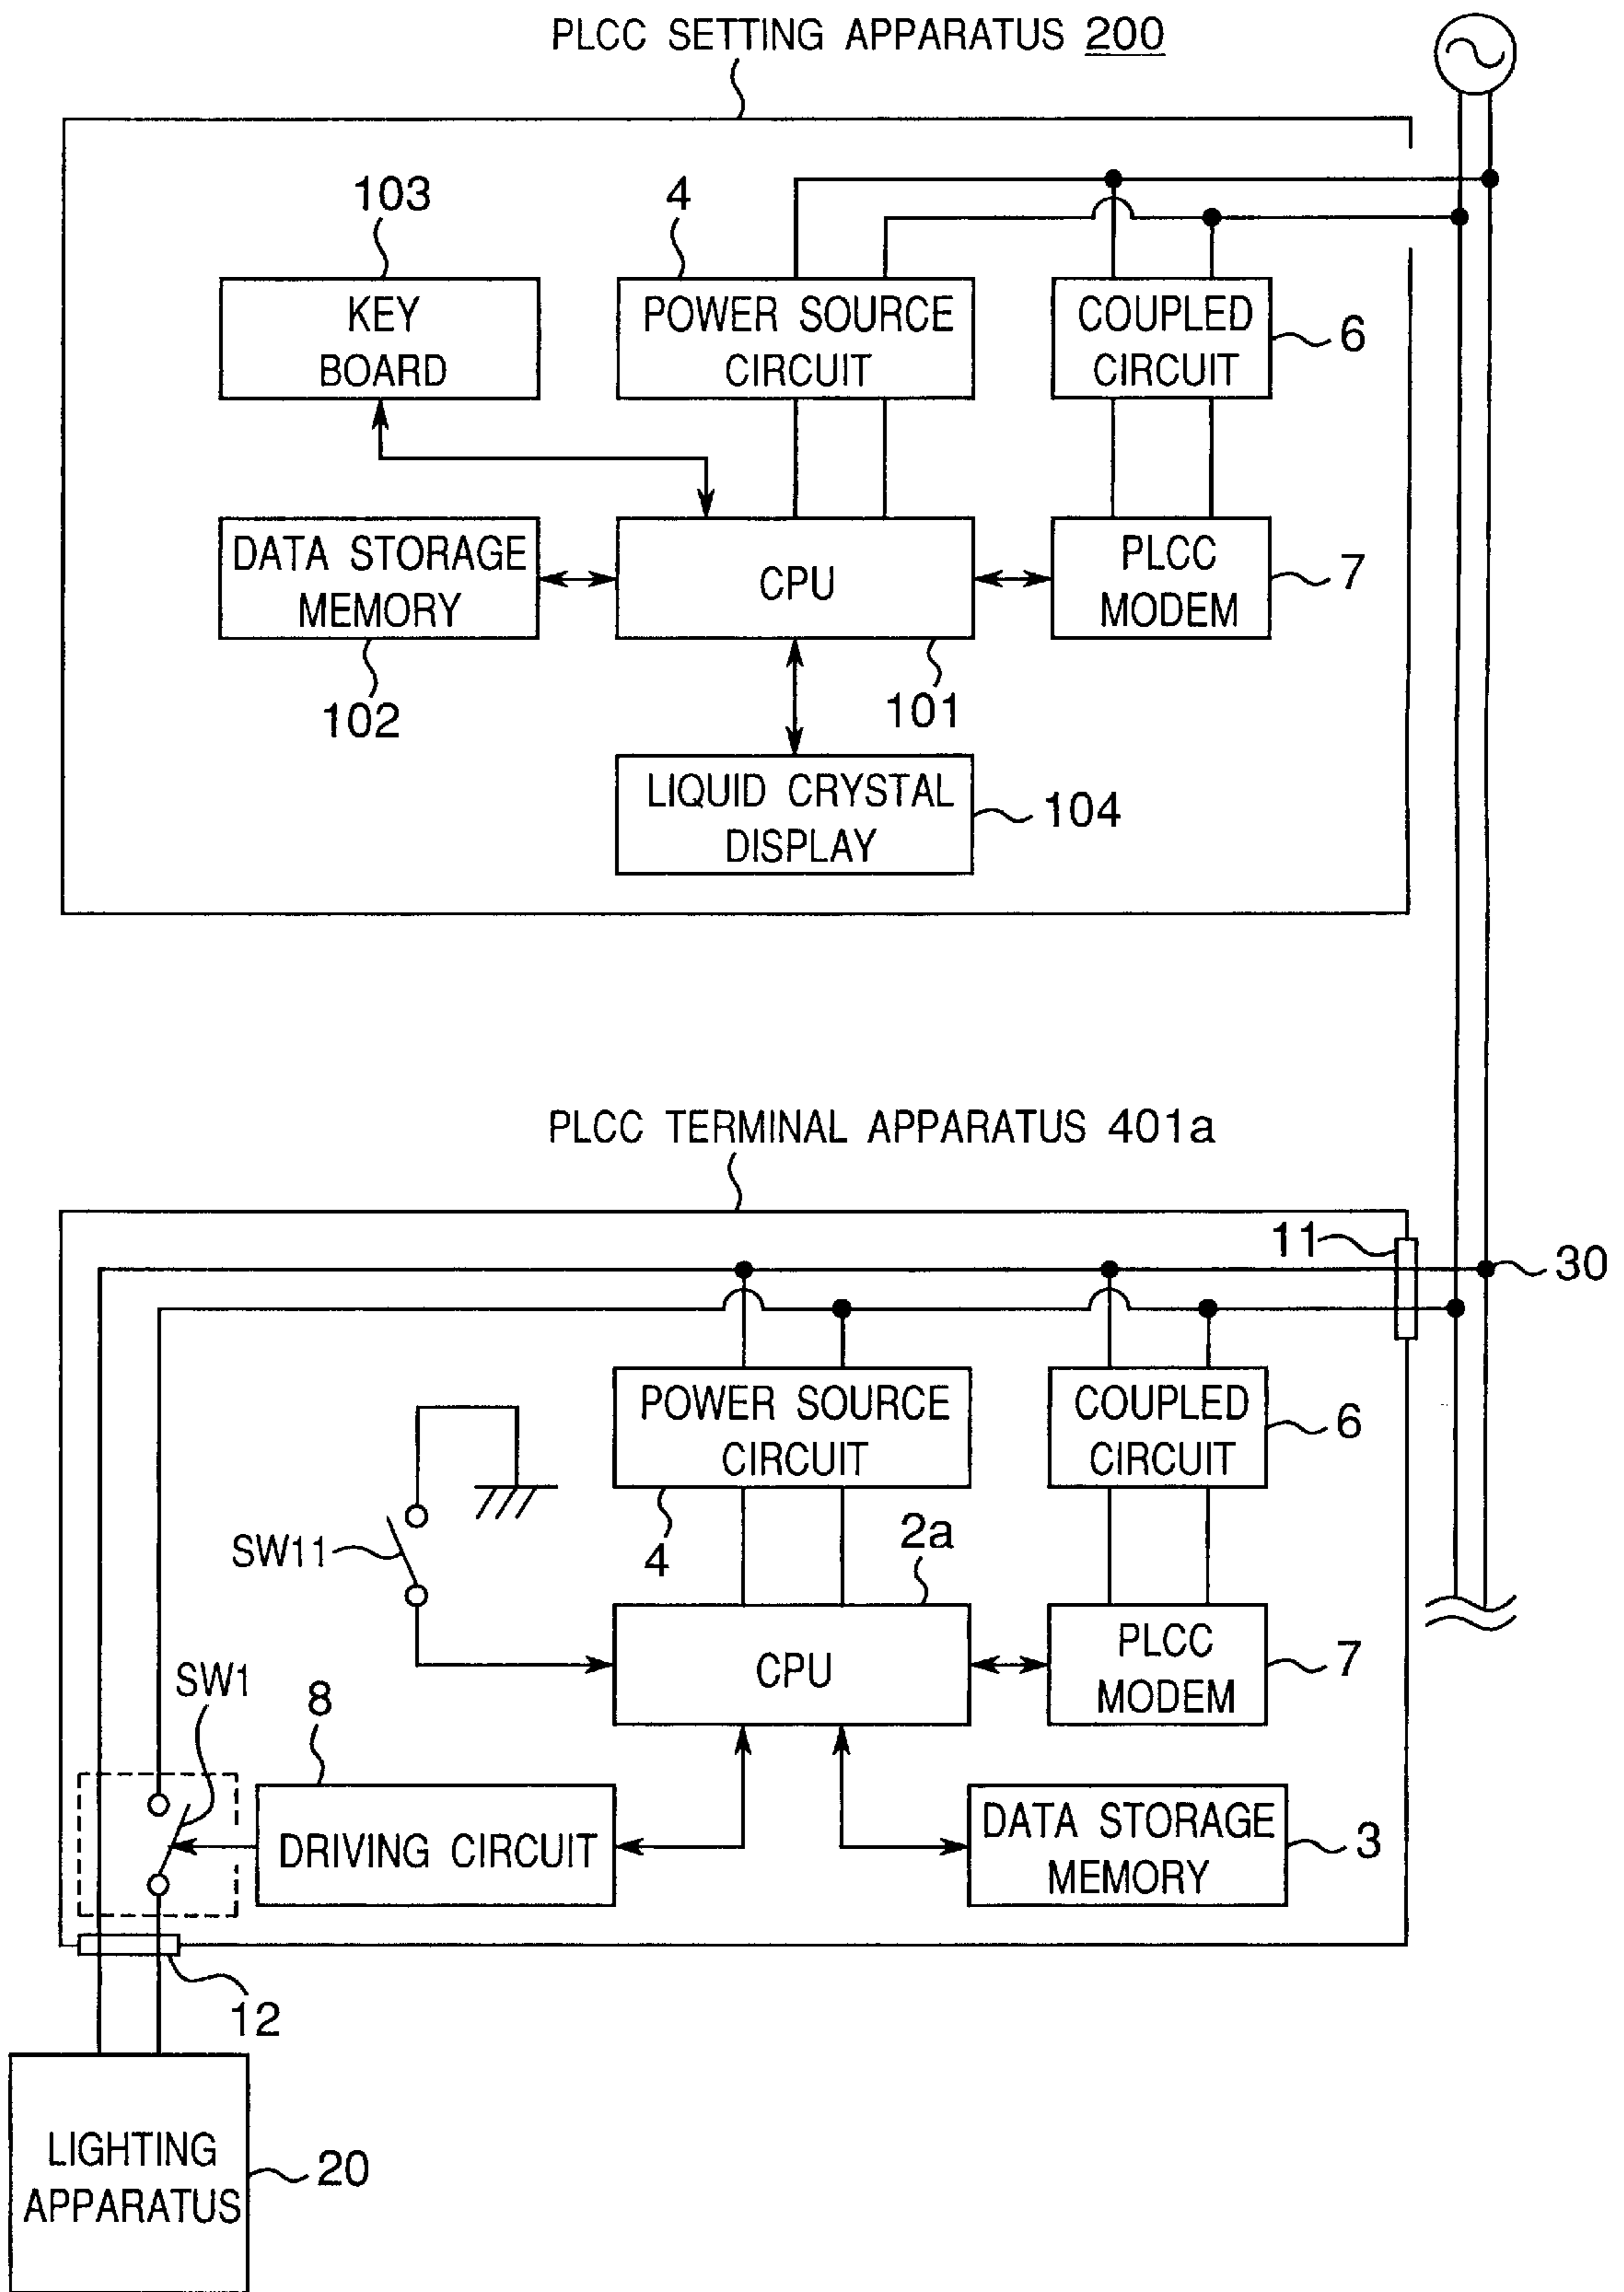 PLCC SETTING APPARATUS 200
103
4
KEY
BOARD
POWER SOURCE
CIRCUIT
COUPLED
CIRCUIT
6
DATA STORAGE
MEMORY
CPU
PLCC
MODEM
7
102
101
LIQUID CRYSTAL
DISPLAY
104
PLCC TERMINAL APPARATUS 401a
11
30
POWER SOURCE
CIRCUIT
COUPLED
CIRCUIT
6
SW11
4
2a
CPU
PLCC
MODEM
7
SW1
8
DRIVING CIRCUIT
DATA STORAGE
MEMORY
3
12
LIGHTING
APPARATUS
20